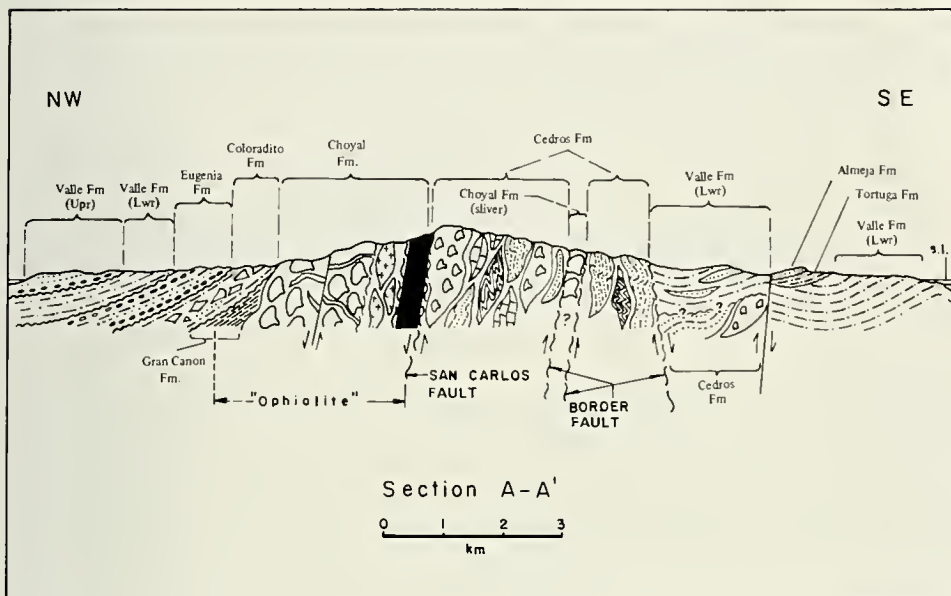 NW
SE
Cedros Fm
Coloradito
Fm
Choyal
Fm.
Eugenia
Fm
Valle Fm
(Upr)
Valle Fm
(Lwr)
Choyal Fm
(sliver)
Valle Fm
(Lwr)
Almeja Fm
Tortuga Fm
Valle Fm
(Lwr)
s.l.
?
?
?
?
Gran Canon
Fm.
"Ophiolite"
SAN CARLOS
FAULT
BORDER
FAULT
Cedros
Fm
Section A-A'
0 1 2 3
km